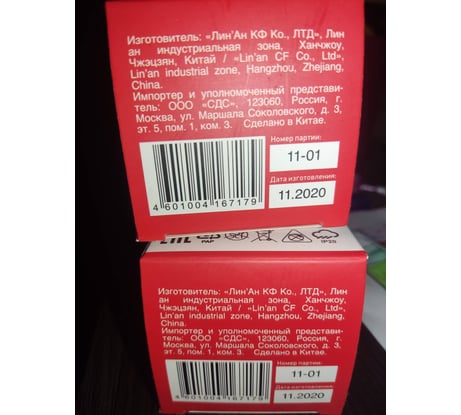 Изготовитель: «Лин'Ан КФ Ко., ЛТД», Лин
ан индустриальная зона, Ханчжоу,
Чжэцзян, Китай / «Lin'an CF Co., Ltd»,
Lin'an industrial zone, Hangzhou, Zhejiang,
China.
Импортер и уполномоченный представи-
тель: ООО «СДС», 123060, Россия, г.
Москва, ул. Маршала Соколовского, д. 3,
эт. 5, пом. 1, ком. 3. Сделано в Китае.
Номер партии:
11-01
Дата изготовления:
11.2020
4601004167179
EAC
PAP
IP20
Изготовитель: «Лин'Ан КФ Ко., ЛТД», Лин
ан индустриальная зона, Ханчжоу,
Чжэцзян, Китай / «Lin'an CF Co., Ltd»,
Lin'an industrial zone, Hangzhou, Zhejiang,
China.
Импортер и уполномоченный представи-
тель: ООО «СДС», 123060, Россия, г.
Москва, ул. Маршала Соколовского, д. 3,
эт. 5, пом. 1, ком. 3. Сделано в Китае.
Номер партии:
11-01
Дата изготовления:
11.2020
4601004167179